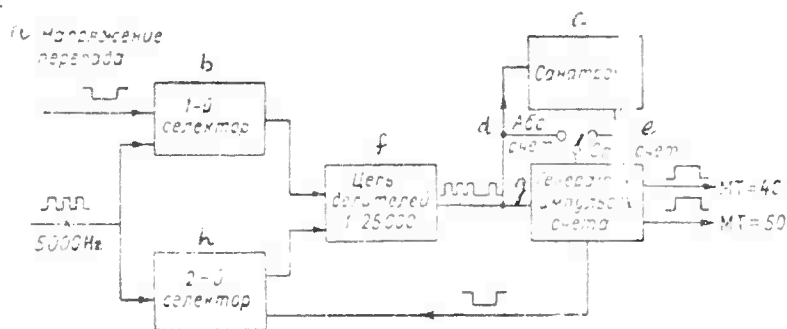 a Напряжение
перепада
b
1-й
селектор
c
Санатрон
d
Абс
счет
e
счет
f
Цепь
делителей
1:25000
g
импульсов
счета
МТ=40
МТ=50
5000Hz
h
2-й
селектор